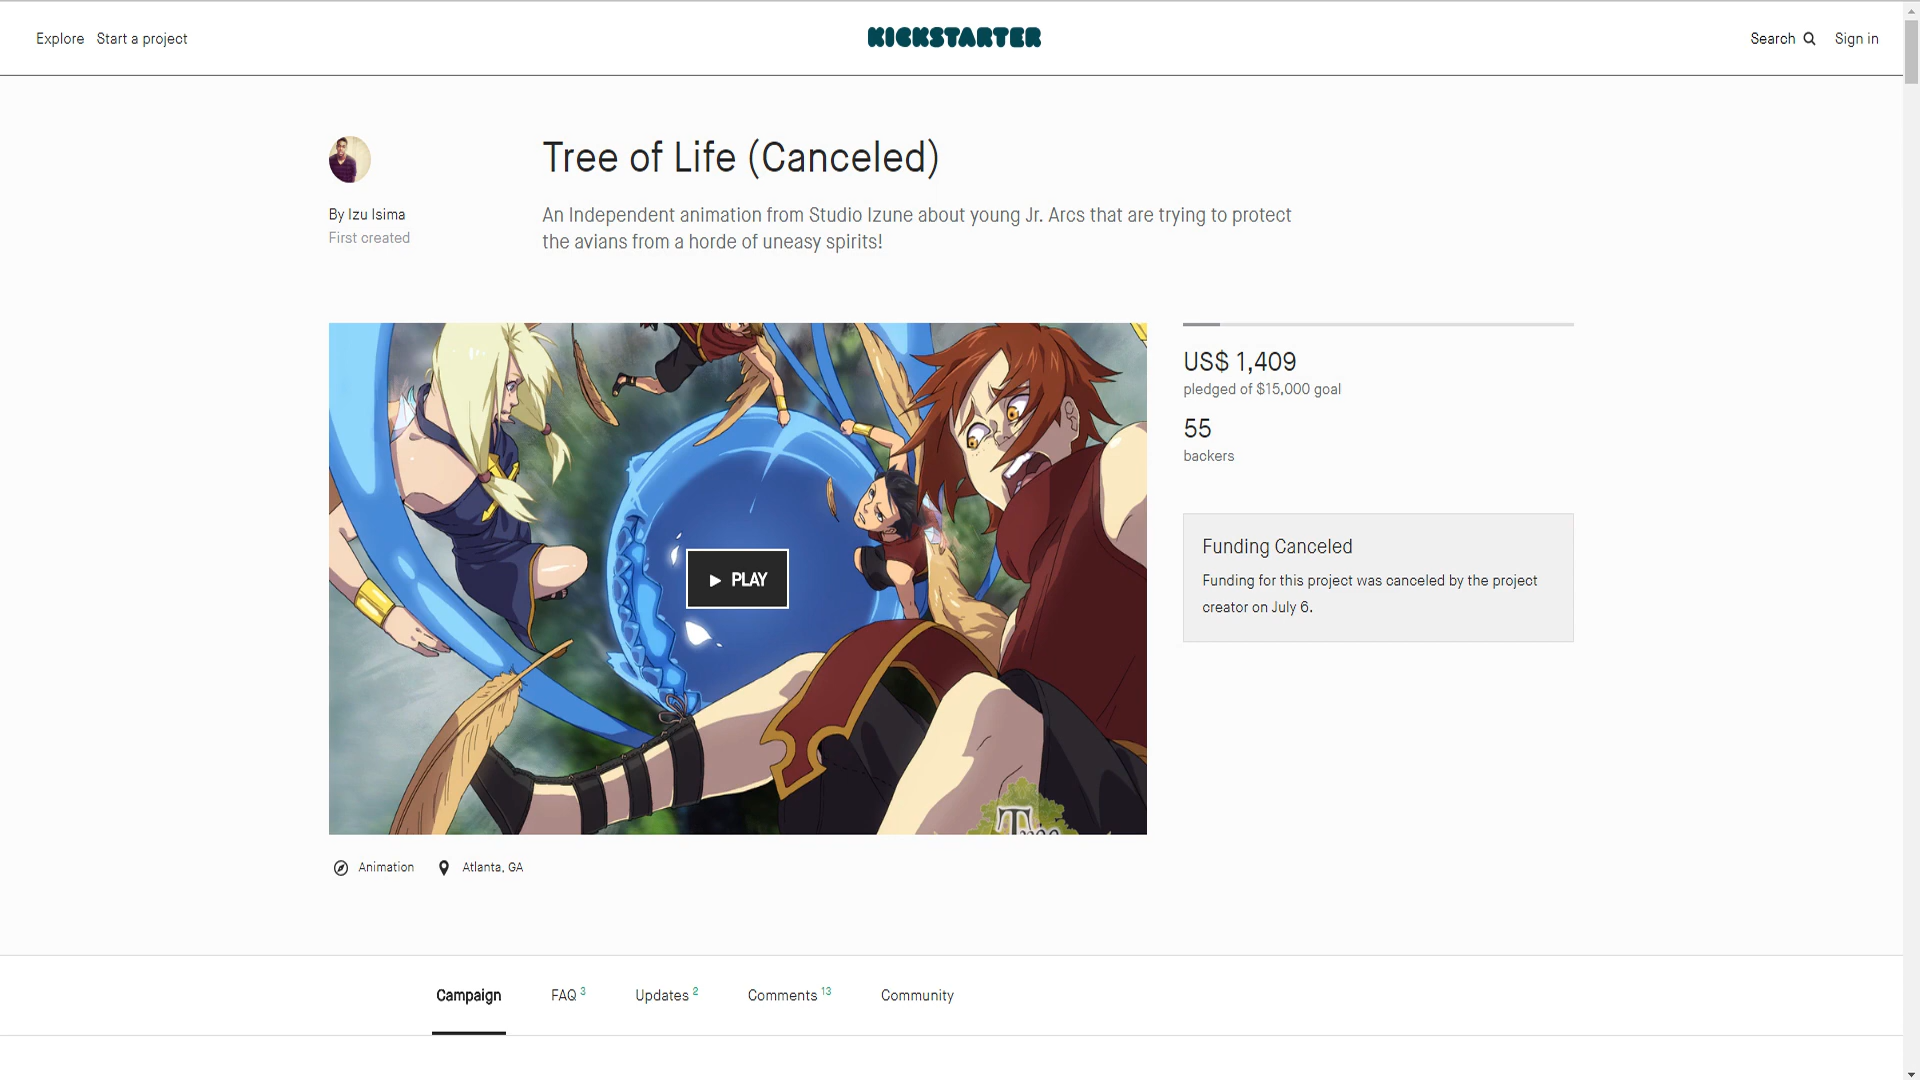 Explore Start a project
KICKSTARTER
Search Sign in
Tree of Life (Canceled)
By Izu Isima
First created
An Independent animation from Studio Izune about young Jr. Arcs that are trying to protect
the avians from a horde of uneasy spirits!
PLAY
Tree
US$ 1,409
pledged of $15,000 goal
55
backers
Funding Canceled
Funding for this project was canceled by the project
creator on July 6.
Animation Atlanta, GA
Campaign FAQ 3 Updates 2 Comments 13 Community